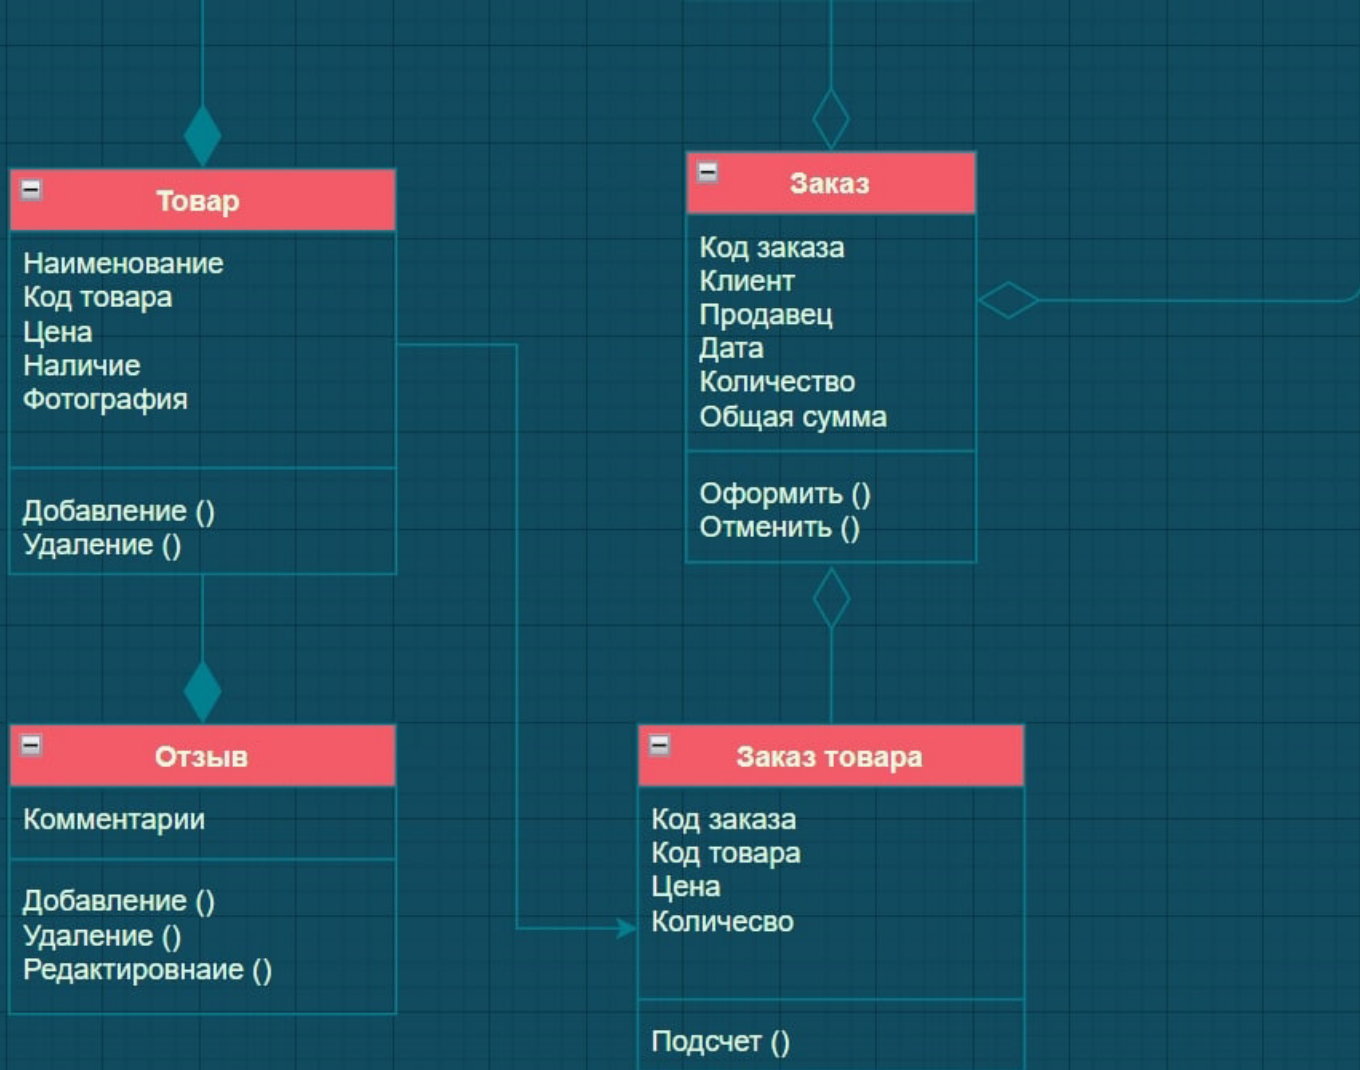 Товар
Наименование
Код товара
Цена
Наличие
Фотография
Добавление ()
Удаление ()
Заказ
Код заказа
Клиент
Продавец
Дата
Количество
Общая сумма
Оформить ()
Отменить ()
Отзыв
Комментарии
Добавление ()
Удаление ()
Редактировнаие ()
Заказ товара
Код заказа
Код товара
Цена
Количесво
Подсчет ()